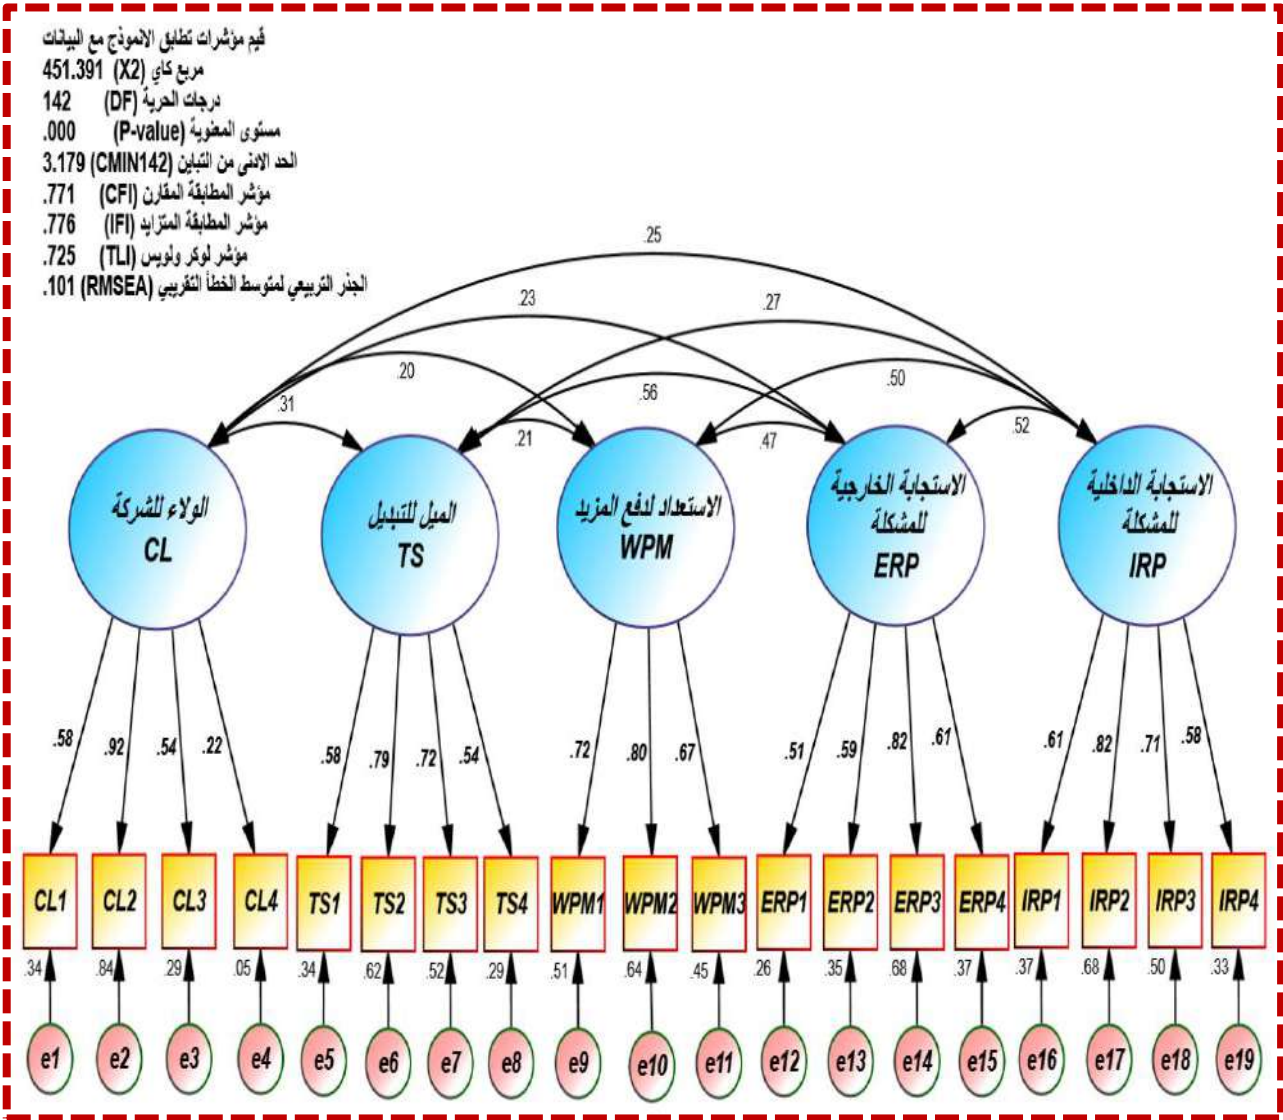 قيم مؤشرات تطابق الانموذج مع البيانات
مربع كاي (X2) 451.391
درجات الحرية (DF) 142
مستوى المعنوية (P-value) .000
الحد الادنى من التباين (CMIN142) 3.179
مؤشر المطابقة المقارن (CFI) .771
مؤشر المطابقة المتزايد (IFI) .776
مؤشر لوكر ولويس (TLI) .725
الجذر التربيعي لمتوسط الخطأ التقريبي (RMSEA) .101
.25
.23 .27
.20 .56 .50
.31 .21 .47 .52
الولاء للشركة
CL
الميل للتبديل
TS
الاستعداد لدفع المزيد
WPM
الاستجابة الخارجية
للمشكلة
ERP
الاستجابة الداخلية
للمشكلة
IRP
.58 .92 .54 .22 .58 .79 .72 .54 .72 .80 .67 .51 .59 .82 .61 .61 .82 .71 .58
CL1 CL2 CL3 CL4 TS1 TS2 TS3 TS4 WPM1 WPM2 WPM3 ERP1 ERP2 ERP3 ERP4 IRP1 IRP2 IRP3 IRP4
.34 .84 .29 .05 .34 .62 .52 .29 .51 .64 .45 .26 .35 .68 .37 .37 .68 .50 .33
e1 e2 e3 e4 e5 e6 e7 e8 e9 e10 e11 e12 e13 e14 e15 e16 e17 e18 e19